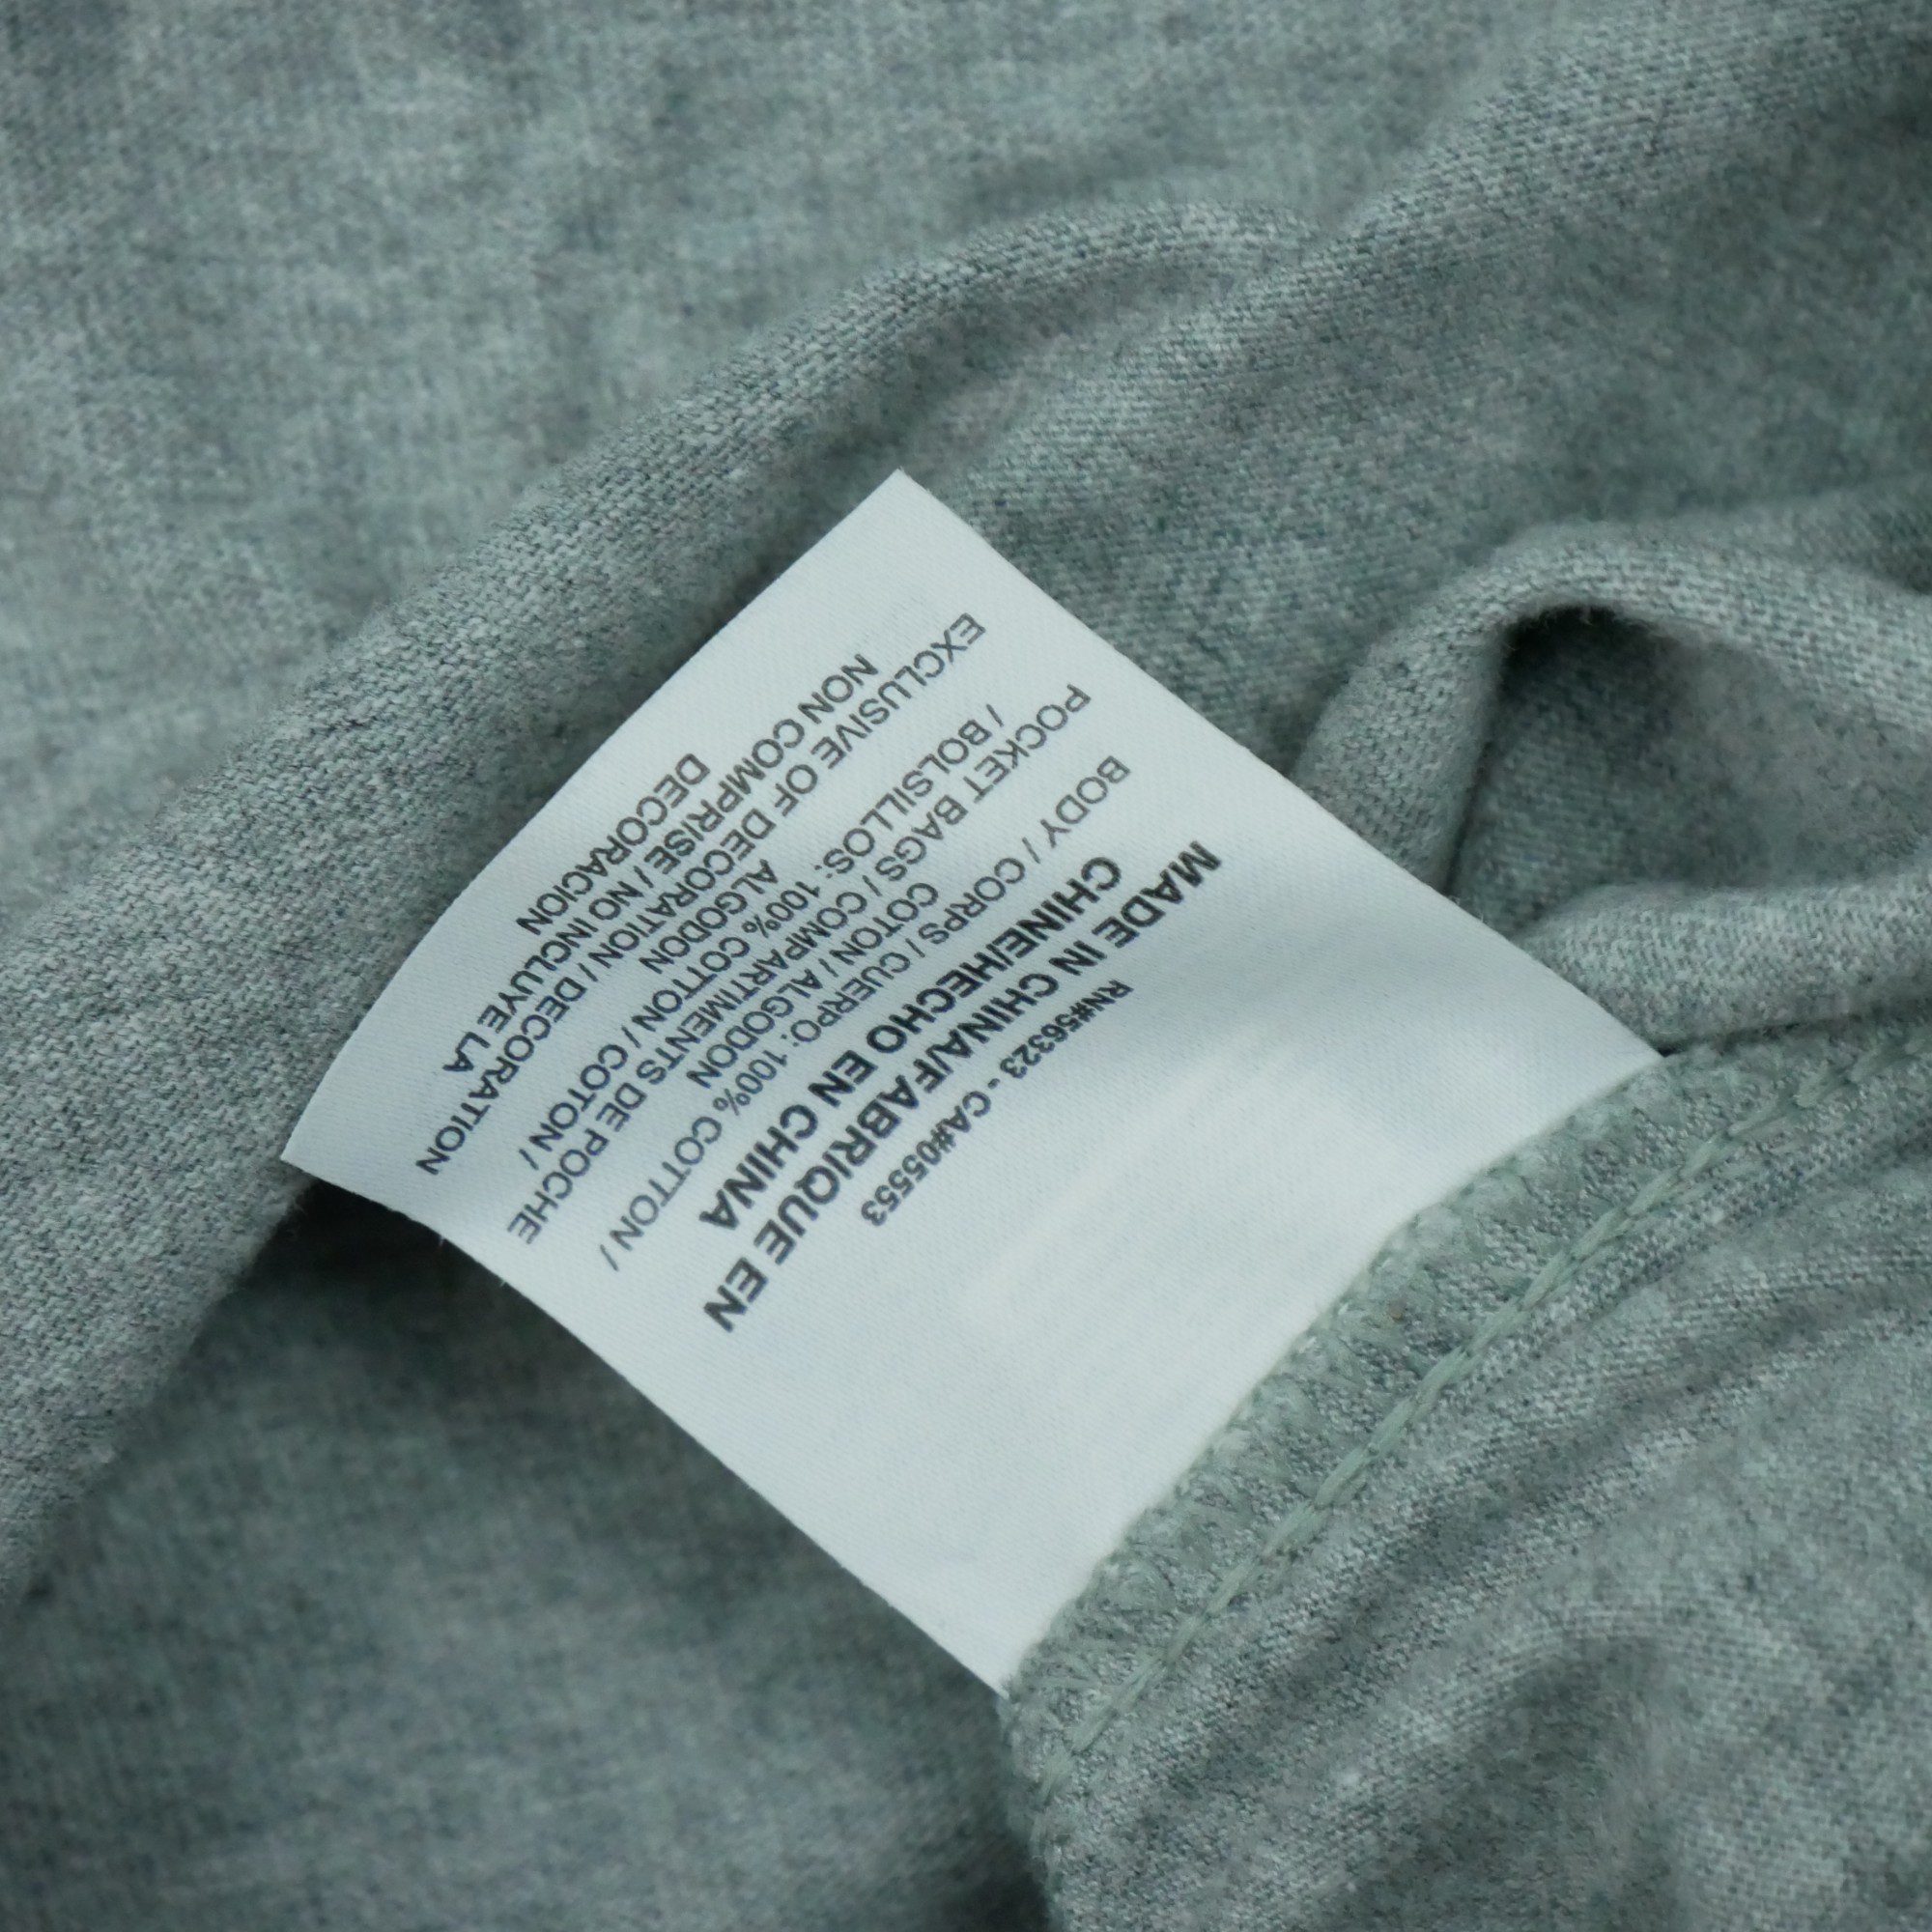 RN#56323 - CA#05553
MADE IN CHINA/FABRIQUE EN
CHINE/HECHO EN CHINA
BODY / CORPS / CUERPO: 100% COTTON /
COTON / ALGODON
POCKET BAGS / COMPARTIMENTS DE POCHE
/ BOLSILLOS: 100% COTTON / COTON /
ALGODON
EXCLUSIVE OF DECORATION / DECORATION
NON COMPRISE / NO INCLUYE LA
DECORACION